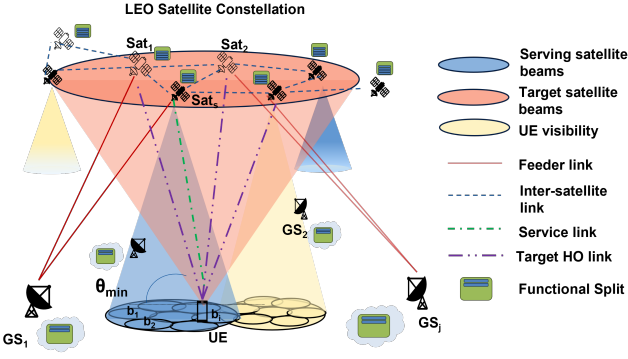 LEO Satellite Constellation
Sat1
Sat2
Sats
GS2
θmin
b1
b2
bi
UE
GS1
GSj
Serving satellite
beams
Target satellite
beams
UE visibility
Feeder link
Inter-satellite
link
Service link
Target HO link
Functional Split